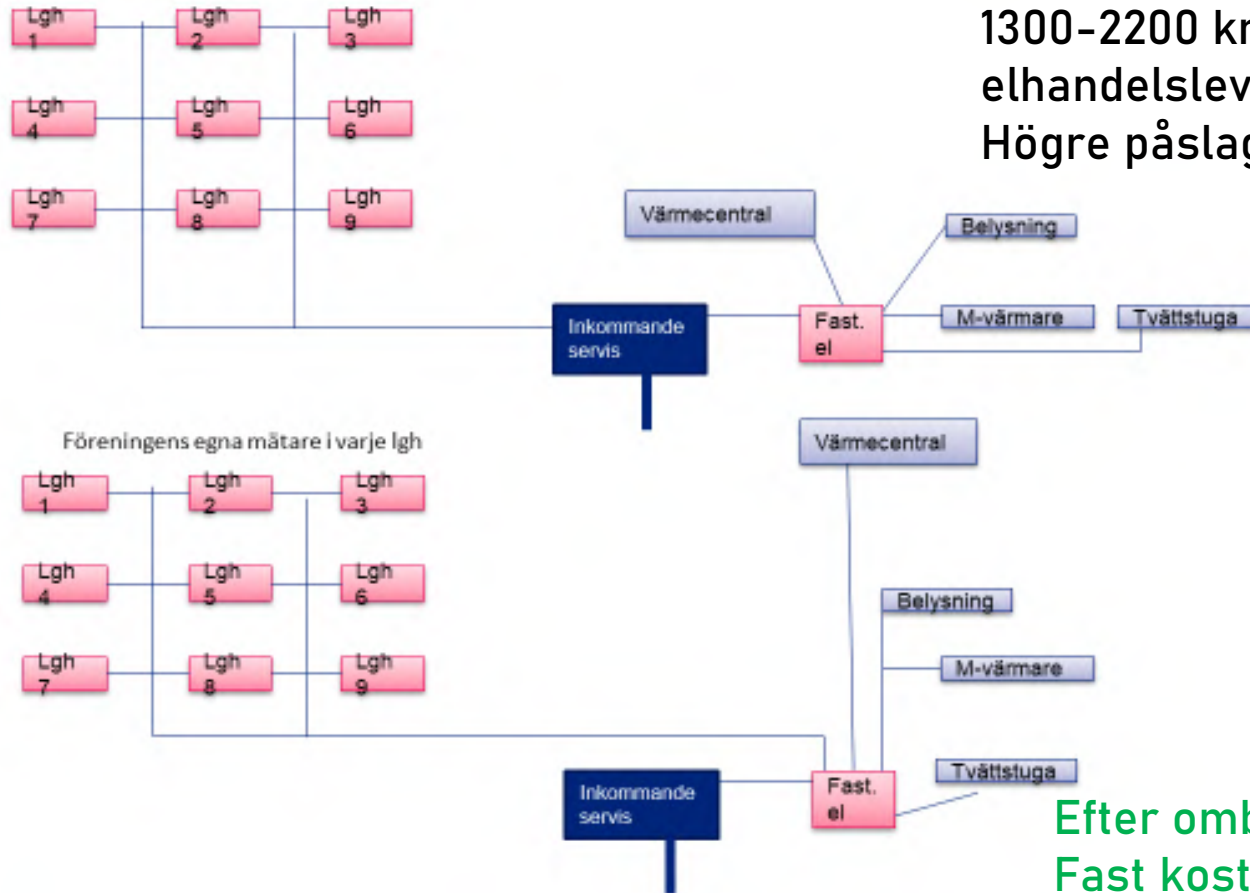 Lgh
1
Lgh
2
Lgh
3
1300-2200 kr
elhandelslev
Högre påslag
Lgh
4
Lgh
5
Lgh
6
Lgh
7
Lgh
8
Lgh
9
Värmecentral
Belysning
Inkommande
servis
Fast.
el
M-värmare
Tvättstuga
Föreningens egna mätare i varje lgh
Värmecentral
Lgh
1
Lgh
2
Lgh
3
Lgh
4
Lgh
5
Lgh
6
Belysning
Lgh
7
Lgh
8
Lgh
9
M-värmare
Inkommande
servis
Fast.
el
Tvättstuga
Efter omb
Fast kost